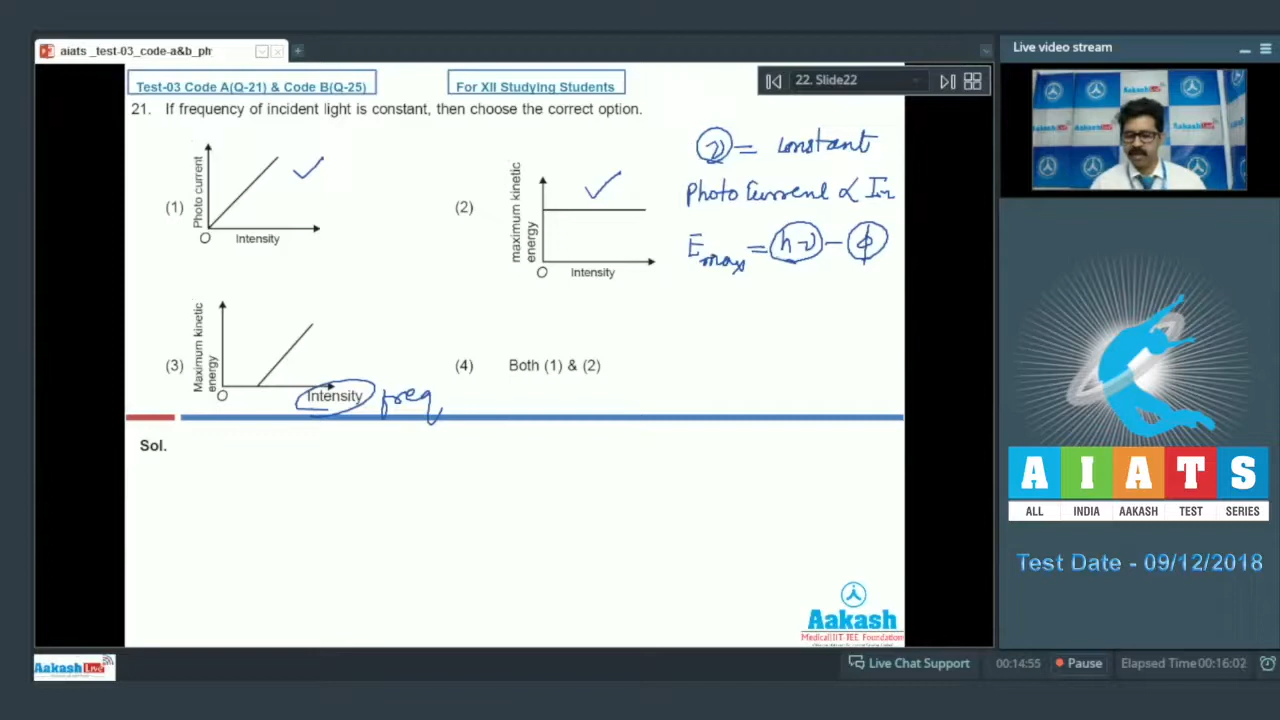 aiats _test-03_code-a&b_ph
Live video stream
Test-03 Code A(Q-21) & Code B(Q-25)
For XII Studying Students
22. Slide22
21. If frequency of incident light is constant, then choose the correct option.
ν = constant
Photo Current ∝ In
E max = hν - ϕ
(1)
Photo current
O
Intensity
(2)
maximum kinetic
energy
O
Intensity
(3)
Maximum kinetic
energy
O
Intensity freq
(4) Both (1) & (2)
Sol.
A I A T S
ALL INDIA AAKASH TEST SERIES
Test Date - 09/12/2018
Aakash
Medical|IIT-JEE|Foundations
Aakash Live
Live Chat Support
00:14:55
Pause
Elapsed Time 00:16:02